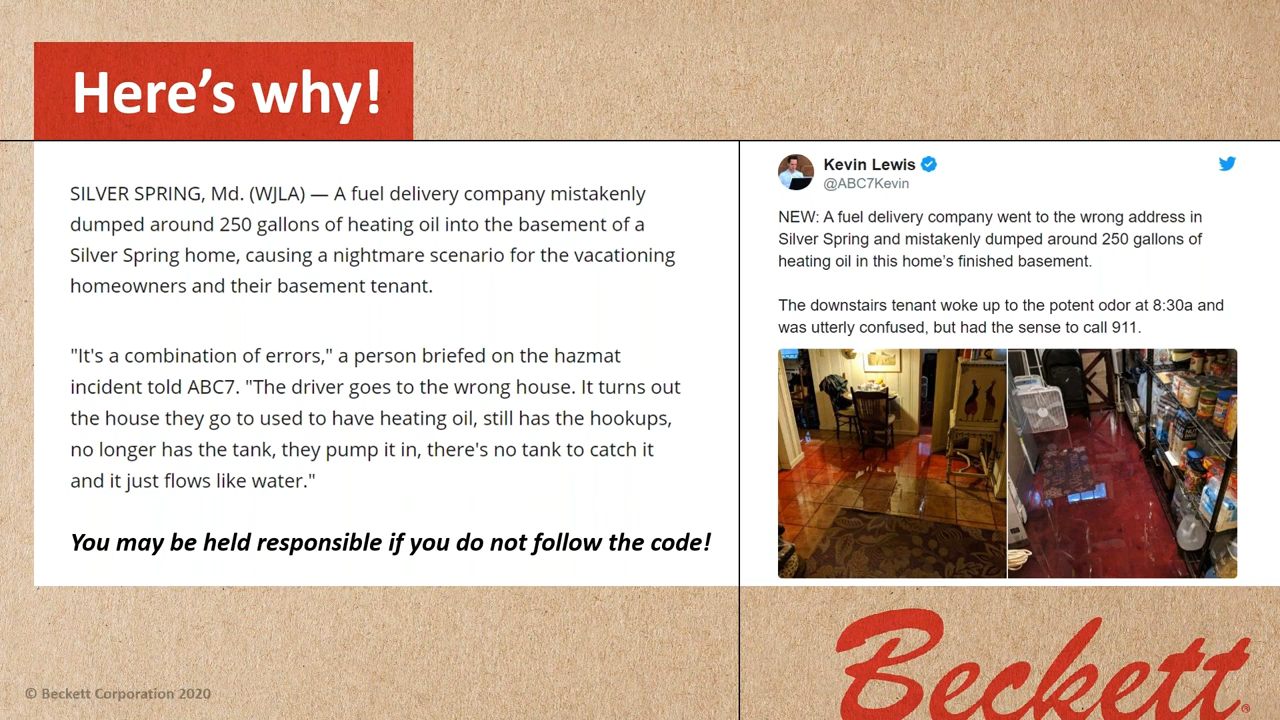 Here’s why!
SILVER SPRING, Md. (WJLA) — A fuel delivery company mistakenly
dumped around 250 gallons of heating oil into the basement of a
Silver Spring home, causing a nightmare scenario for the vacationing
homeowners and their basement tenant.
"It's a combination of errors," a person briefed on the hazmat
incident told ABC7. "The driver goes to the wrong house. It turns out
the house they go to used to have heating oil, still has the hookups,
no longer has the tank, they pump it in, there's no tank to catch it
and it just flows like water."
You may be held responsible if you do not follow the code!
Kevin Lewis
@ABC7Kevin
NEW: A fuel delivery company went to the wrong address in
Silver Spring and mistakenly dumped around 250 gallons of
heating oil in this home’s finished basement.
The downstairs tenant woke up to the potent odor at 8:30a and
was utterly confused, but had the sense to call 911.
Beckett®
© Beckett Corporation 2020